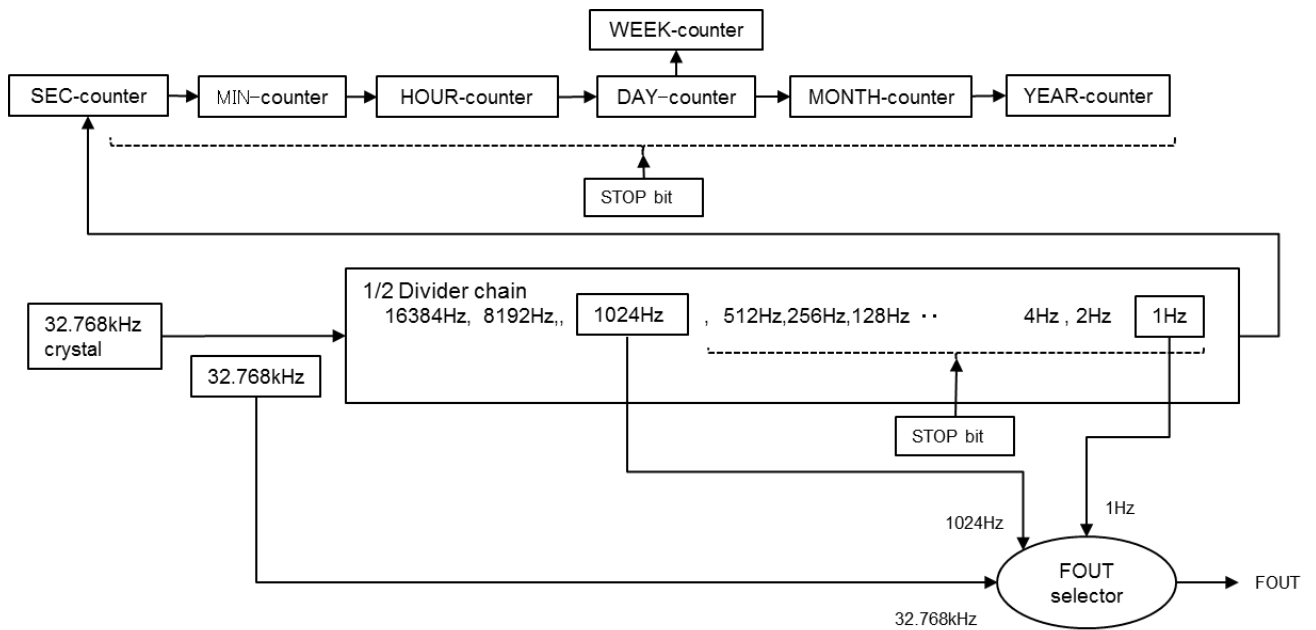 WEEK-counter
SEC-counter
MIN-counter
HOUR-counter
DAY-counter
MONTH-counter
YEAR-counter
STOP bit
1/2 Divider chain
16384Hz, 8192Hz,,
1024Hz
, 512Hz,256Hz,128Hz ・・
4Hz , 2Hz
1Hz
32.768kHz
crystal
32.768kHz
STOP bit
1024Hz
1Hz
FOUT
selector
FOUT
32.768kHz